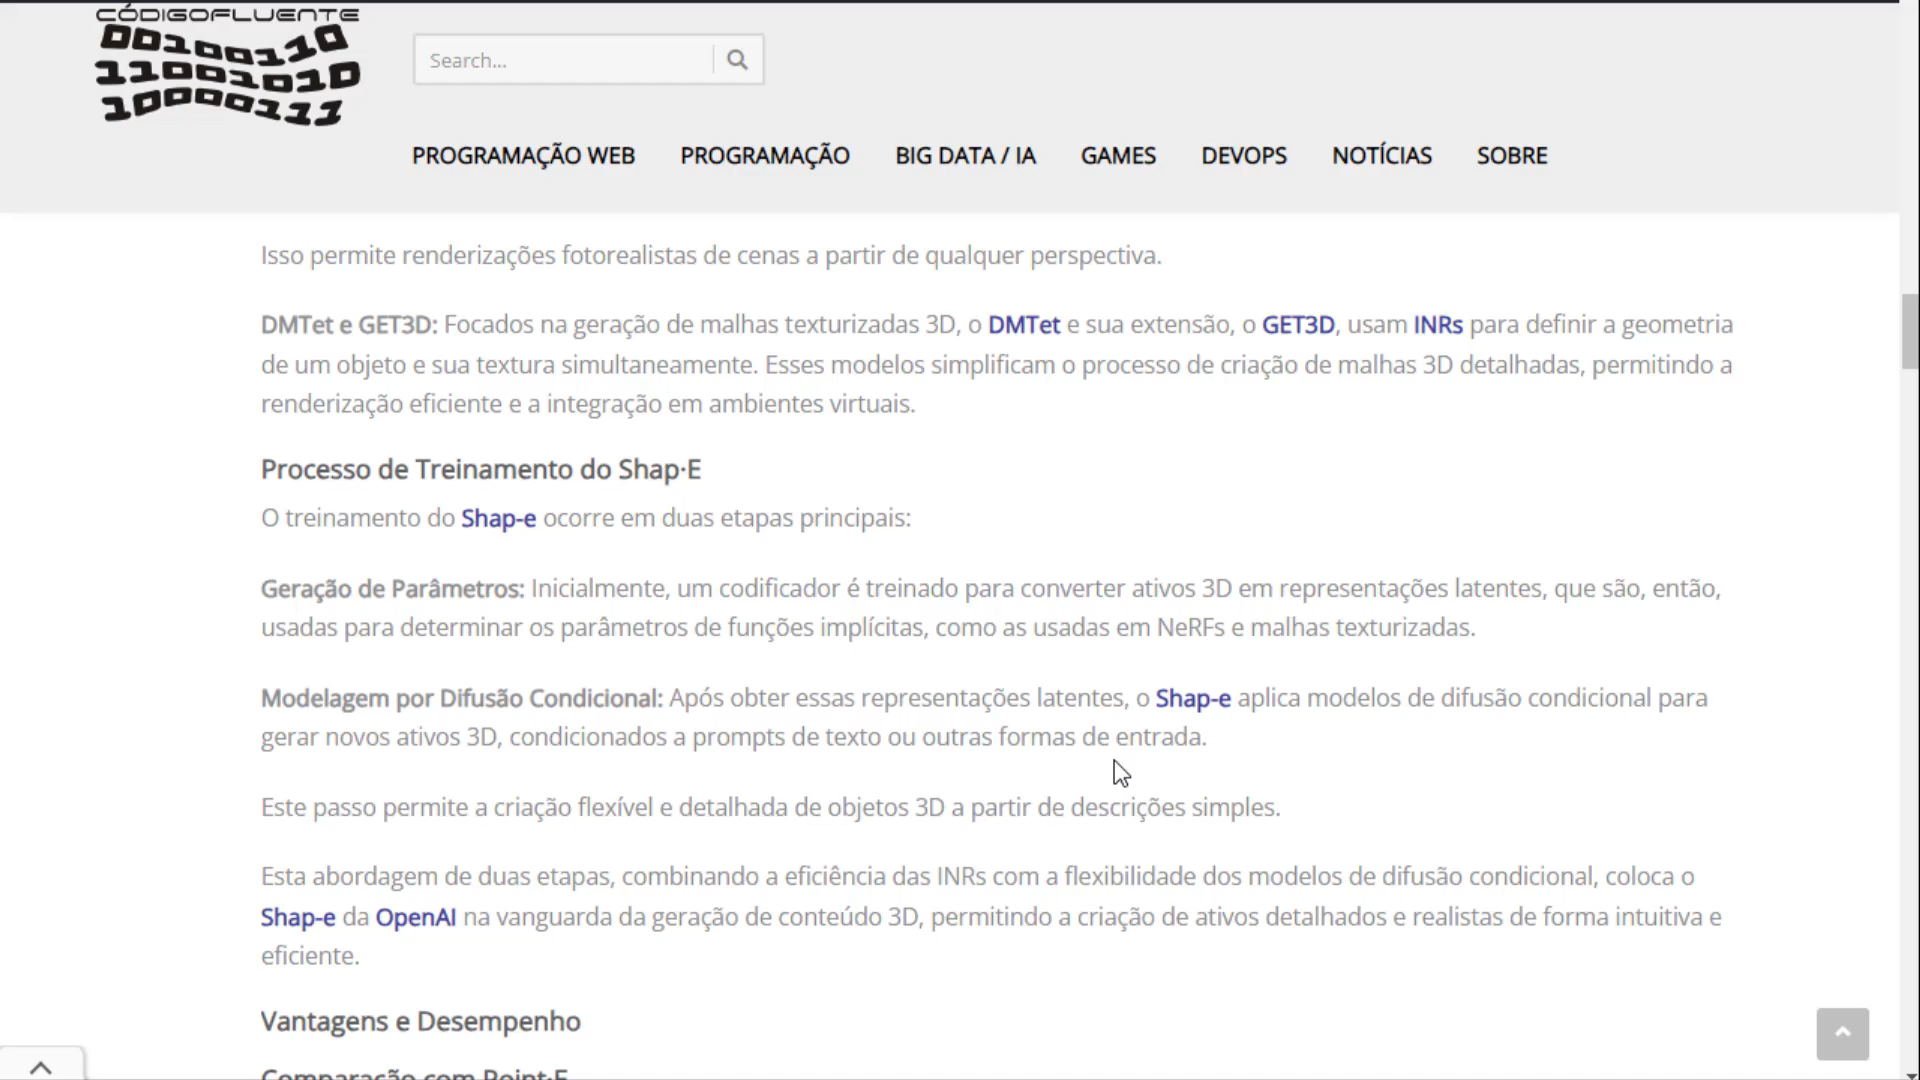 CÓDIGOFLUENTE
00100110
11001010
10000111
Search...
PROGRAMAÇÃO WEB PROGRAMAÇÃO BIG DATA / IA GAMES DEVOPS NOTÍCIAS SOBRE
Isso permite renderizações fotorealistas de cenas a partir de qualquer perspectiva.
DMTet e GET3D: Focados na geração de malhas texturizadas 3D, o DMTet e sua extensão, o GET3D, usam INRs para definir a geometria
de um objeto e sua textura simultaneamente. Esses modelos simplificam o processo de criação de malhas 3D detalhadas, permitindo a
renderização eficiente e a integração em ambientes virtuais.
Processo de Treinamento do Shap·E
O treinamento do Shap-e ocorre em duas etapas principais:
Geração de Parâmetros: Inicialmente, um codificador é treinado para converter ativos 3D em representações latentes, que são, então,
usadas para determinar os parâmetros de funções implícitas, como as usadas em NeRFs e malhas texturizadas.
Modelagem por Difusão Condicional: Após obter essas representações latentes, o Shap-e aplica modelos de difusão condicional para
gerar novos ativos 3D, condicionados a prompts de texto ou outras formas de entrada.
Este passo permite a criação flexível e detalhada de objetos 3D a partir de descrições simples.
Esta abordagem de duas etapas, combinando a eficiência das INRs com a flexibilidade dos modelos de difusão condicional, coloca o
Shap-e da OpenAI na vanguarda da geração de conteúdo 3D, permitindo a criação de ativos detalhados e realistas de forma intuitiva e
eficiente.
Vantagens e Desempenho
Comparação com Point·E